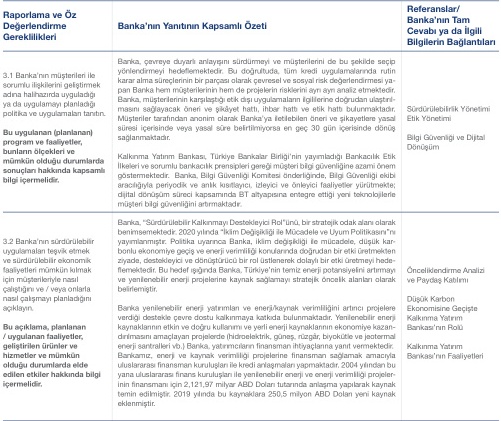 Raporlama ve Öz
Değerlendirme
Gereklilikleri
Banka'nın Yanıtının Kapsamlı Özeti
Referanslar/
Banka'nın Tam
Cevabı ya da İlgili
Bilgilerin Bağlantıları
3.1 Banka'nın müşterileri ile
sorumlu ilişkilerini geliştirmek
adına halihazırda uyguladığı
ya da uygulamayı planladığı
politika ve uygulamaları tanıtın.
Bu uygulanan (planlanan)
program ve faaliyetler,
bunların ölçekleri ve
mümkün olduğu durumlarda
sonuçları hakkında kapsamlı
bilgi içermelidir.
Banka, çevreye duyarlı anlayışını sürdürmeyi ve müşterilerini de bu şekilde seçip
yönlendirmeyi hedeflemektedir. Bu doğrultuda, tüm kredi uygulamalarında rutin
karar alma süreçlerinin bir parçası olarak çevresel ve sosyal risk değerlendirmesi ya-
pan Banka hem müşterilerinin hem de projelerin risklerini ayrı ayrı analiz etmektedir.
Banka, müşterilerinin karşılaştığı etik dışı uygulamaları ilgililerine doğrudan ulaştırıl-
masını sağlayacak öneri ve şikâyet hattı, ihbar hattı ve etik hattı bulunmaktadır.
Müşteriler tarafından anonim olarak Banka'ya iletilebilen öneri ve şikayetlere yasal
süresi içerisinde veya yasal süre belirtilmiyorsa en geç 30 gün içerisinde dönüş
sağlanmaktadır.
Kalkınma Yatırım Bankası, Türkiye Bankalar Birliği'nin yayımladığı Bankacılık Etik
İlkeleri ve sorumlu bankacılık prensipleri gereği müşteri bilgi güvenliğine azami önem
göstermektedir. Banka, Bilgi Güvenliği Komitesi önderliğinde, Bilgi Güvenliği ekibi
aracılığıyla periyodik ve anlık kısıtlayıcı, izleyici ve önleyici faaliyetler yürütmekte;
dijital dönüşüm süreci kapsamında BT altyapısına entegre ettiği yeni teknolojilerle
müşteri bilgi güvenliğini artırmaktadır.
Sürdürülebilirlik Yönetimi
Etik Yönetimi
Bilgi Güvenliği ve Dijital
Dönüşüm
3.2 Banka'nın sürdürülebilir
uygulamaları teşvik etmek
ve sürdürülebilir ekonomik
faaliyetleri mümkün kılmak
için müşterileriyle nasıl
çalıştığını ve / veya onlarla
nasıl çalışmayı planladığını
açıklayın.
Bu açıklama, planlanan
/ uygulanan faaliyetler,
geliştirilen ürünler ve
hizmetler ve mümkün
olduğu durumlarda elde
edilen etkiler hakkında bilgi
içermelidir.
Banka, "Sürdürülebilir Kalkınmayı Destekleyici Rol"ünü, bir stratejik odak alanı olarak
benimsemektedir. 2020 yılında "İklim Değişikliği ile Mücadele ve Uyum Politikasını"nı
yayımlanmıştır. Politika uyarınca Banka, iklim değişikliği ile mücadele, düşük kar-
bonlu ekonomiye geçiş ve enerji verimliliği konularında doğrudan bir etki üretmekten
ziyade, destekleyici ve dönüştürücü bir rol üstlenerek dolaylı bir etki üretmeyi hede-
flemektedir. Bu hedef ışığında Banka, Türkiye'nin temiz enerji potansiyelini artırmayı
ve yenilenebilir enerji projelerine kaynak sağlamayı stratejik öncelik alanları olarak
belirlemiştir.
Banka yenilenebilir enerji yatırımları ve enerji/kaynak verimliliğini artırıcı projelere
verdiği destekle çevre dostu kalkınmaya katkıda bulunmaktadır. Yenilenebilir enerji
kaynaklarının etkin ve doğru kullanımı ve yerli enerji kaynaklarının ekonomiye kazan-
dırılmasını amaçlayan projelerde (hidroelektrik, güneş, rüzgâr, biyokütle ve jeotermal
enerji santralleri vb.) Banka, yatırımcıların finansman ihtiyaçlarına yanıt vermektedir.
Bankamız, enerji ve kaynak verimliliği projelerine finansman sağlamak amacıyla
uluslararası finansman kuruluşları ile kredi anlaşmaları yapmaktadır. 2004 yılından bu
yana uluslararası finans kuruluşları ile yenilenebilir enerji ve enerji verimliliği projeler-
inin finansmanı için 2,121,97 milyar ABD Doları tutarında anlaşma yapılarak kaynak
temin edilmiştir. 2019 yılında bu kaynaklara 250,5 milyon ABD Doları yeni kaynak
eklenmiştir.
Önceliklendirme Analizi
ve Paydaş Katılımı
Düşük Karbon
Ekonomisine Geçişte
Kalkınma Yatırım
Bankası'nın Rolü
Kalkınma Yatırım
Bankası'nın Faaliyetleri